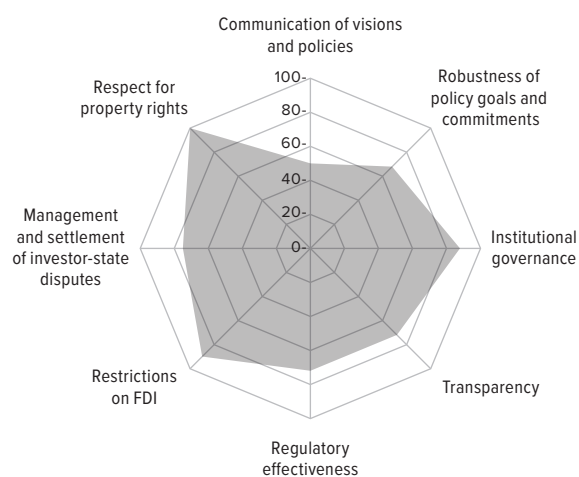 Communication of visions
and policies
Respect for
property rights
Robustness of
policy goals and
commitments
100-
80-
60-
40-
20-
0-
Management
and settlement
of investor-state
disputes
Institutional
governance
Restrictions
on FDI
Transparency
Regulatory
effectiveness